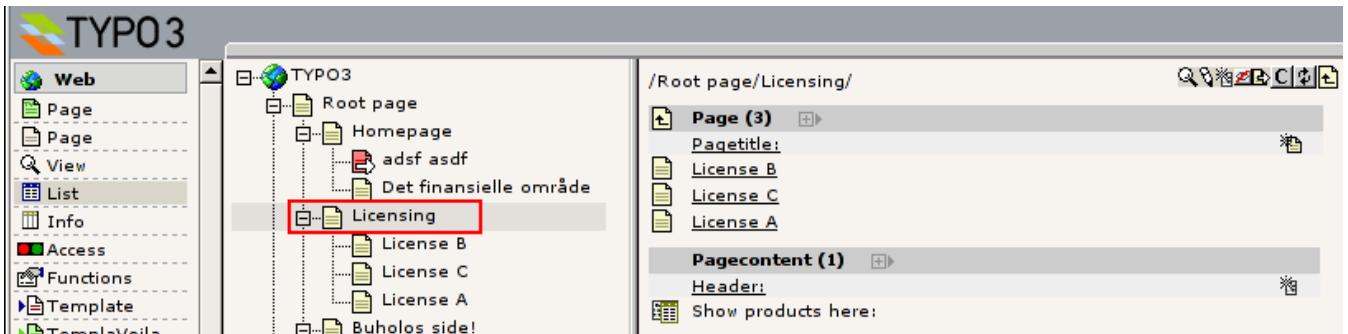 TYPO3
Web
Page
Page
View
List
Info
Access
Functions
Template
TemplaVoila
TYPO3
Root page
Homepage
adsf asdf
Det finansielle område
Licensing
License B
License C
License A
Buholos side!
/Root page/Licensing/
Page (3)
Pagetitle:
License B
License C
License A
Pagecontent (1)
Header:
Show products here: